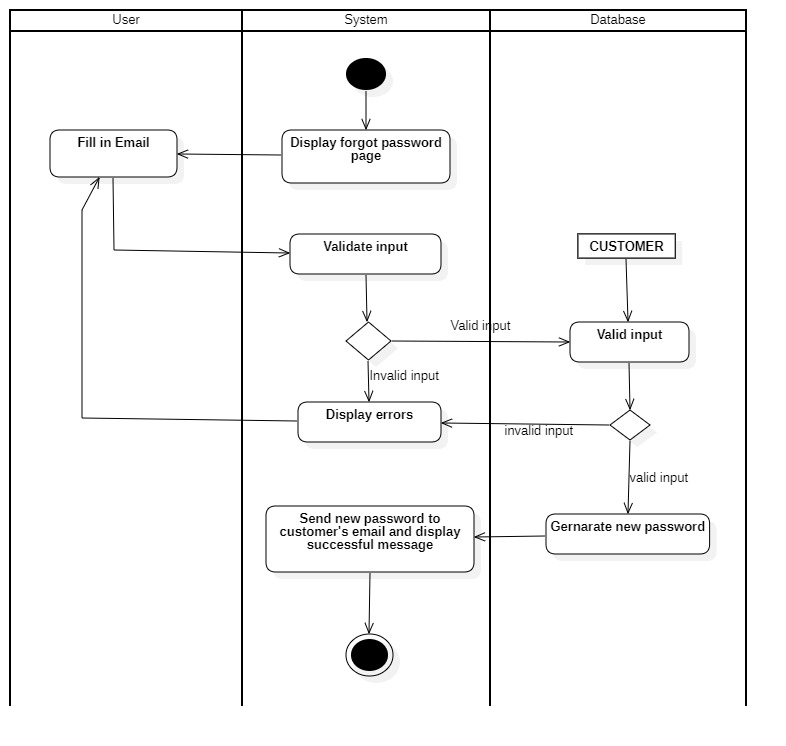 User
System
Database
Display forgot password
page
Fill in Email
Validate input
CUSTOMER
Valid input
Valid input
Invalid input
Display errors
invalid input
valid input
Send new password to
customer's email and display
successful message
Gernarate new password